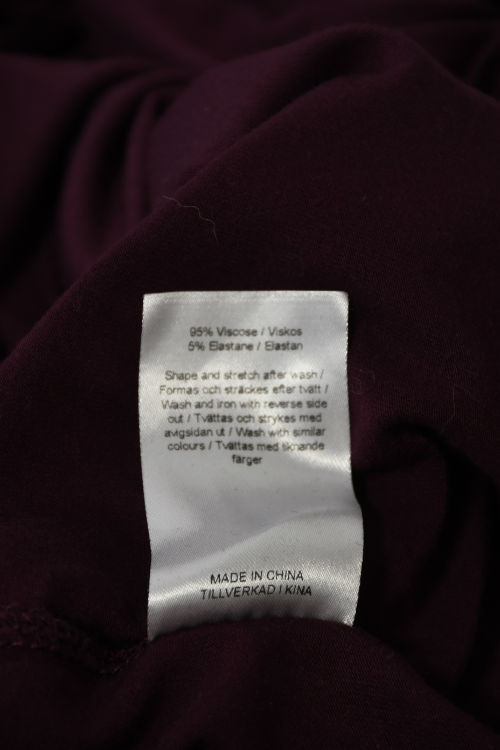 95% Viscose / Viskos
5% Elastane / Elastan
Shape and stretch after wash /
Formas och sträckes efter tvätt /
Wash and iron with reverse side
out / Tvättas och strykes med
avigsidan ut / Wash with similar
colours / Tvättas med liknande
färger
MADE IN CHINA
TILLVERKAD I KINA